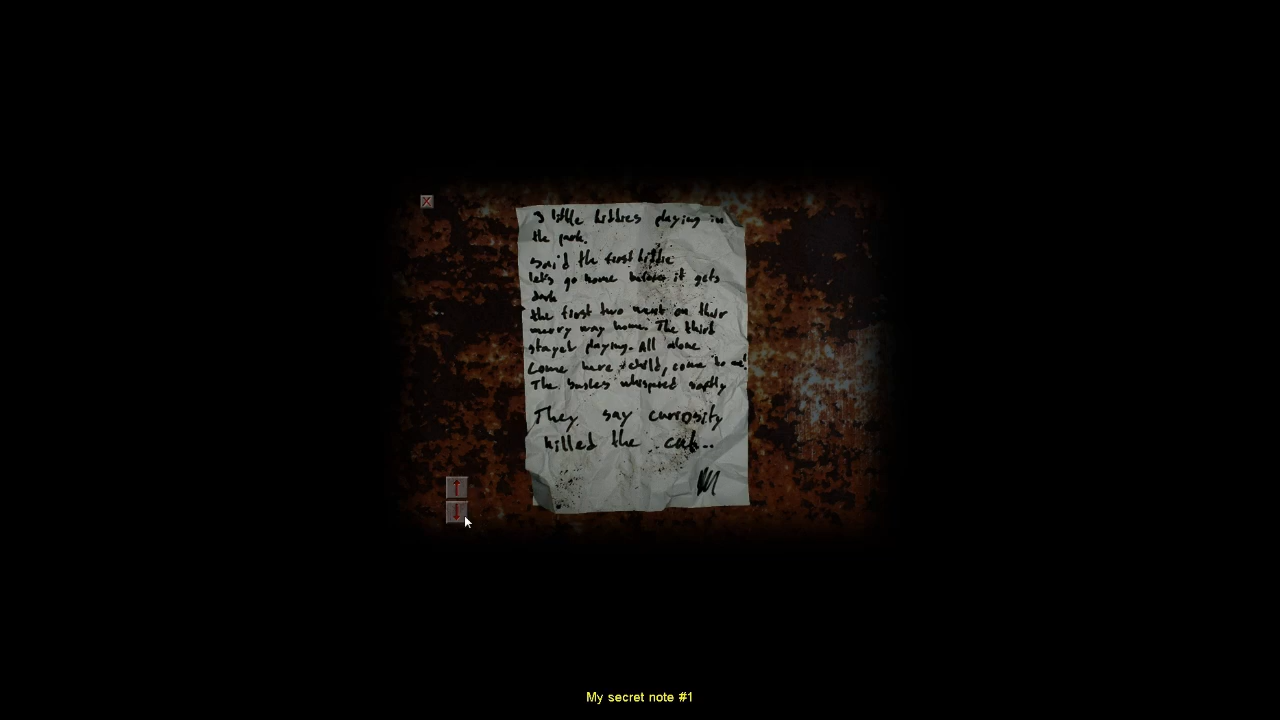 3 little kiddies playing in
the park.
Said the first kiddie
let's go home before it gets
dark
the first two went on their
merry way home. The third
stayed playing. All alone
Come here child, come to me!
The bushes whispered softly
They say curiosity
killed the cat...
My secret note #1